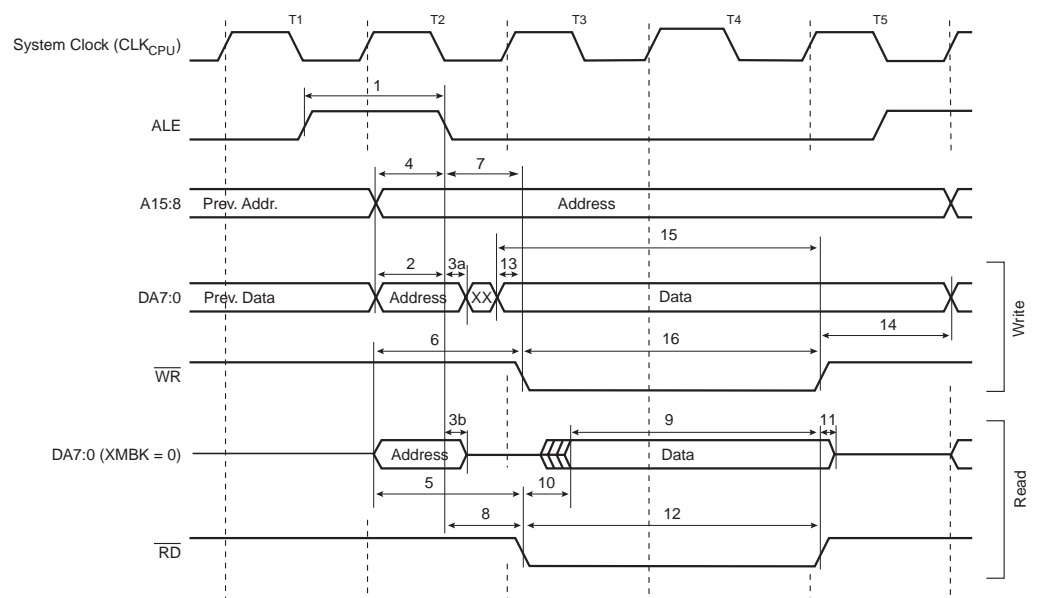 T1 T2 T3 T4 T5
System Clock (CLKCPU)
1
ALE
4 7
A15:8 Prev. Addr. Address
15
2 3a 13
DA7:0 Prev. Data Address XX Data
14
6 16
WR
Write
3b 9 11
DA7:0 (XMBK = 0) Address Data
5 10
8 12
RD
Read